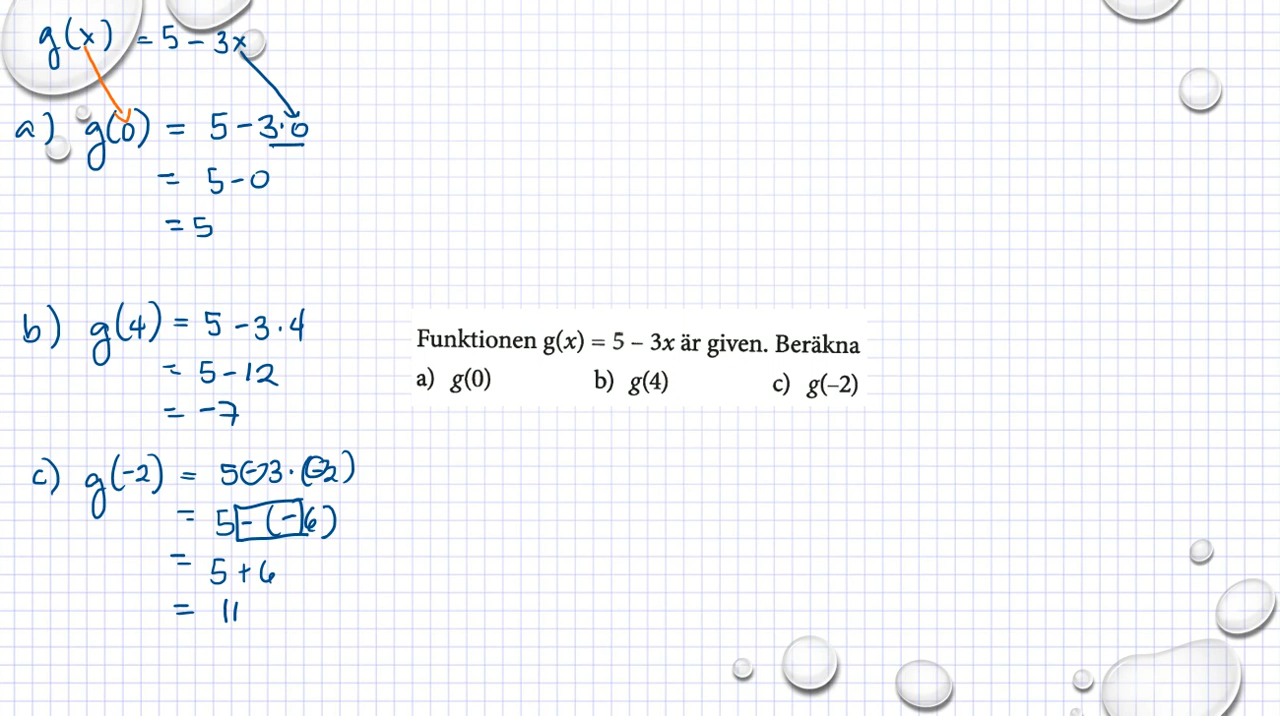 g(x) = 5 - 3x
a) g(0) = 5 - 3·0
= 5 - 0
= 5
b) g(4) = 5 - 3·4
= 5 - 12
= -7
c) g(-2) = 5 - 3·(-2)
= 5 - (-6)
= 5 + 6
= 11
Funktionen g(x) = 5 – 3x är given. Beräkna
a) g(0) b) g(4) c) g(–2)